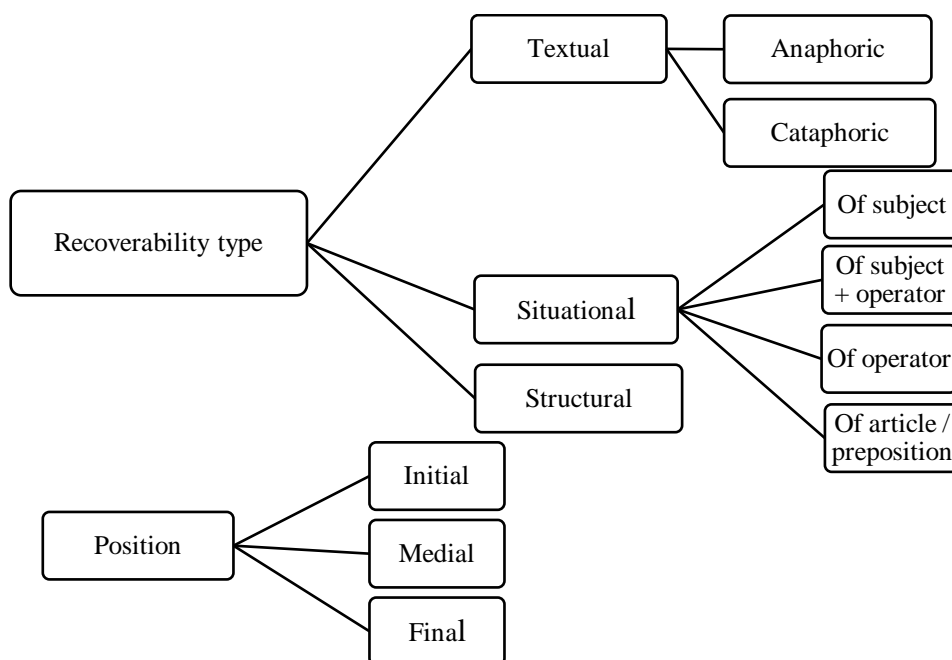 Textual
Anaphoric
Cataphoric
Recoverability type
Of subject
Of subject
+ operator
Situational
Of operator
Structural
Of article /
preposition
Initial
Position
Medial
Final